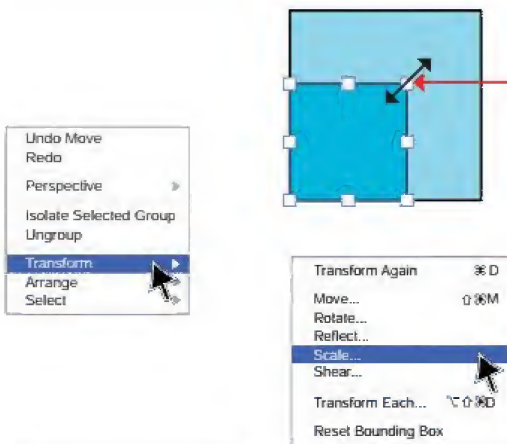 Undo Move
Redo
Perspective
Isolate Selected Group
Ungroup
Transform
Arrange
Select
Transform Again ⌘D
Move... ⇧⌘M
Rotate...
Reflect...
Scale...
Shear...
Transform Each... ⌥⇧⌘D
Reset Bounding Box